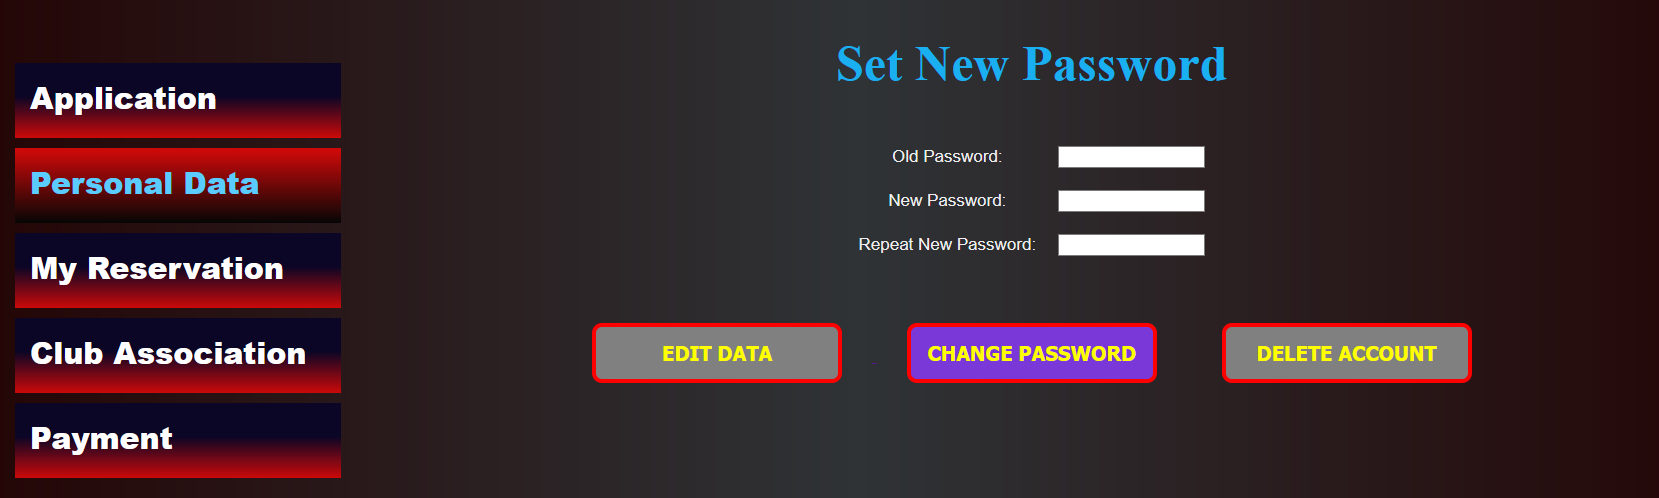 Set New Password
Application
Personal Data
My Reservation
Club Association
Payment
Old Password:
New Password:
Repeat New Password:
EDIT DATA
CHANGE PASSWORD
DELETE ACCOUNT